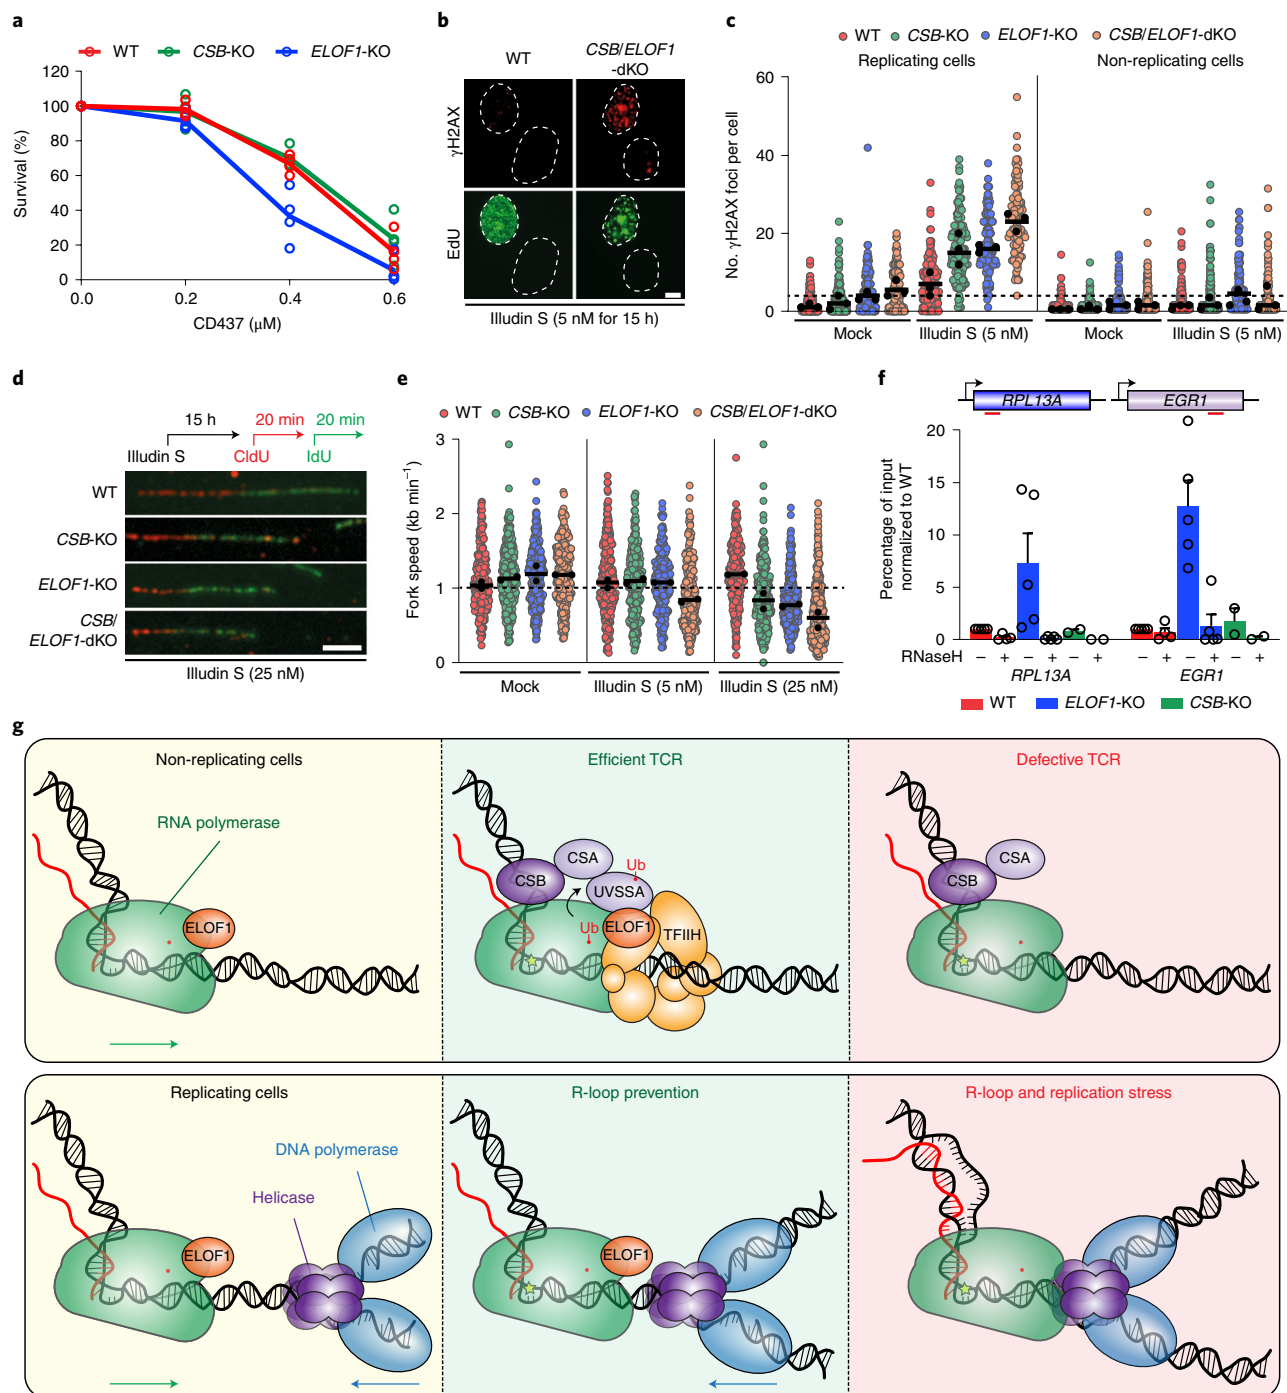 a
WT CSB-KO ELOF1-KO
120
100
80
60
40
20
0
Survival (%)
0.0 0.2 0.4 0.6
CD437 (μM)
b
WT
CSB/ELOF1
-dKO
γH2AX
EdU
Illudin S (5 nM for 15 h)
c
WT CSB-KO ELOF1-KO CSB/ELOF1-dKO
Replicating cells Non-replicating cells
60
40
20
0
No. γH2AX foci per cell
Mock Illudin S (5 nM) Mock Illudin S (5 nM)
d
15 h 20 min 20 min
Illudin S CldU IdU
WT
CSB-KO
ELOF1-KO
CSB/
ELOF1-dKO
Illudin S (25 nM)
e
WT CSB-KO ELOF1-KO CSB/ELOF1-dKO
3
2
1
0
Fork speed (kb min−1)
Mock Illudin S (5 nM) Illudin S (25 nM)
f
RPL13A EGR1
20
15
10
5
0
Percentage of input
normalized to WT
RNaseH − + − + − + − + − + − +
RPL13A EGR1
WT ELOF1-KO CSB-KO
g
Non-replicating cells
RNA polymerase
ELOF1
Efficient TCR
CSA
CSB
Ub
UVSSA
Ub
ELOF1
TFIIH
Defective TCR
CSA
CSB
Replicating cells
DNA polymerase
Helicase
ELOF1
R-loop prevention
ELOF1
R-loop and replication stress